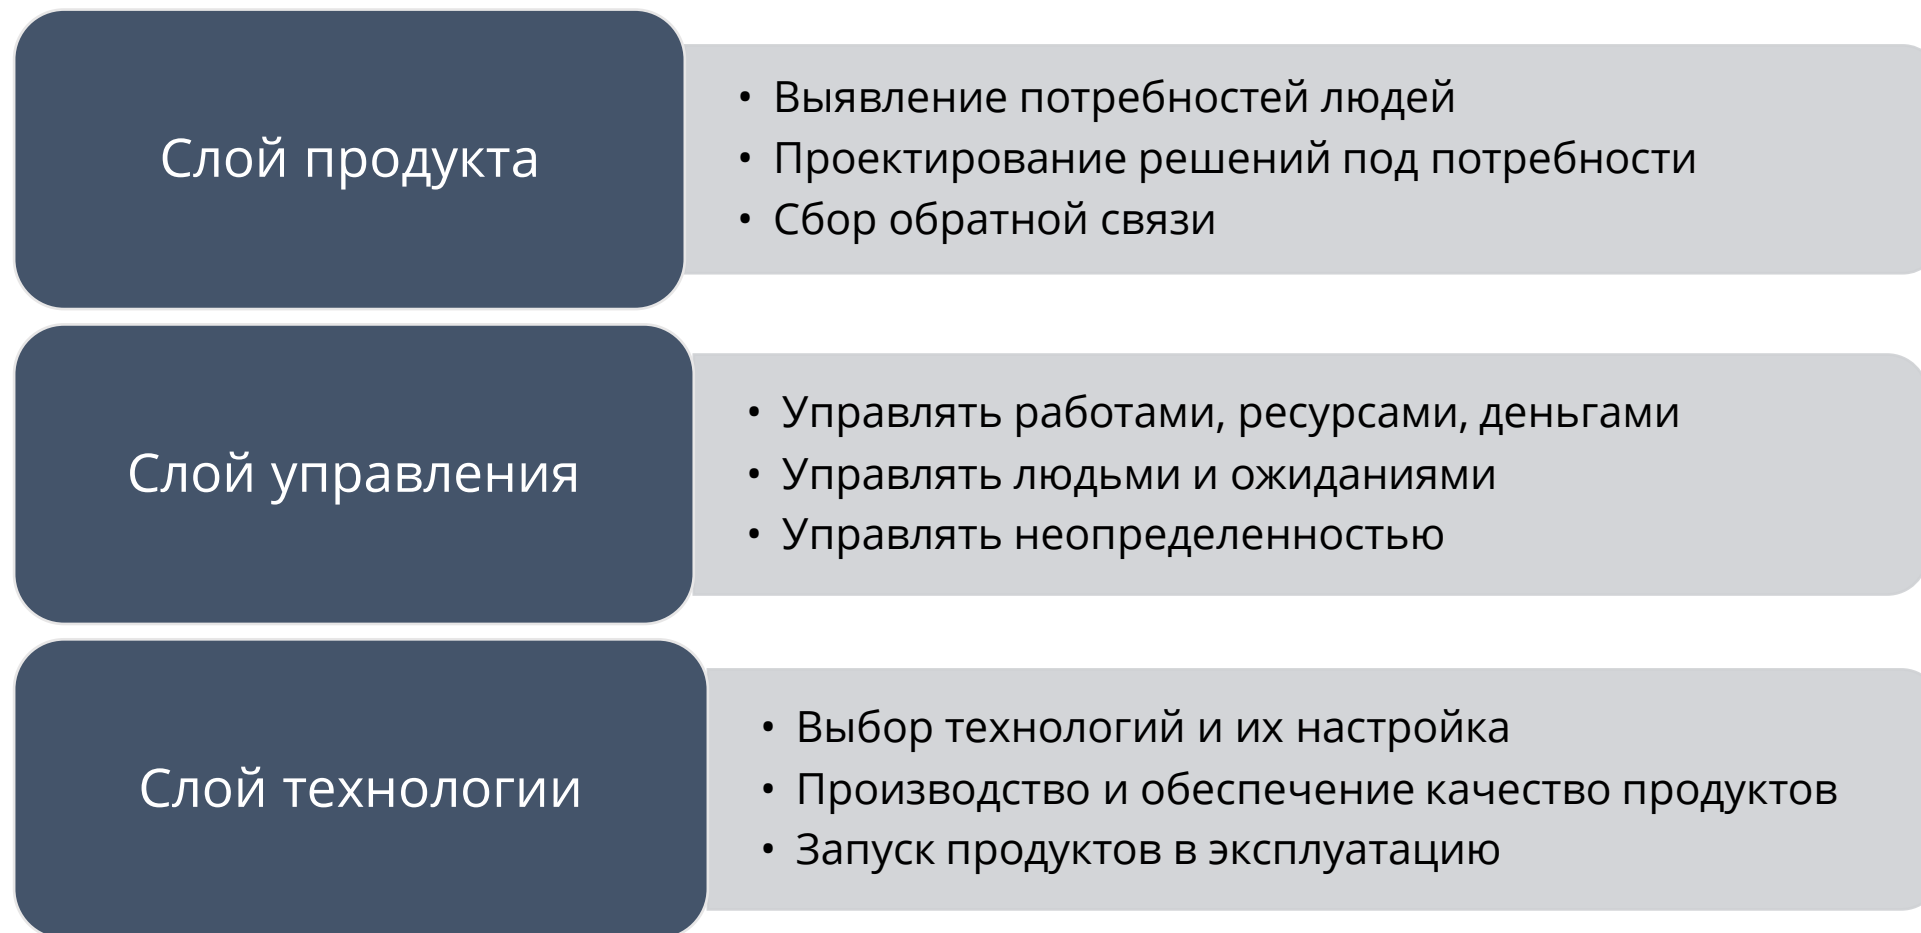 Слой продукта
• Выявление потребностей людей
• Проектирование решений под потребности
• Сбор обратной связи
Слой управления
• Управлять работами, ресурсами, деньгами
• Управлять людьми и ожиданиями
• Управлять неопределенностью
Слой технологии
• Выбор технологий и их настройка
• Производство и обеспечение качество продуктов
• Запуск продуктов в эксплуатацию